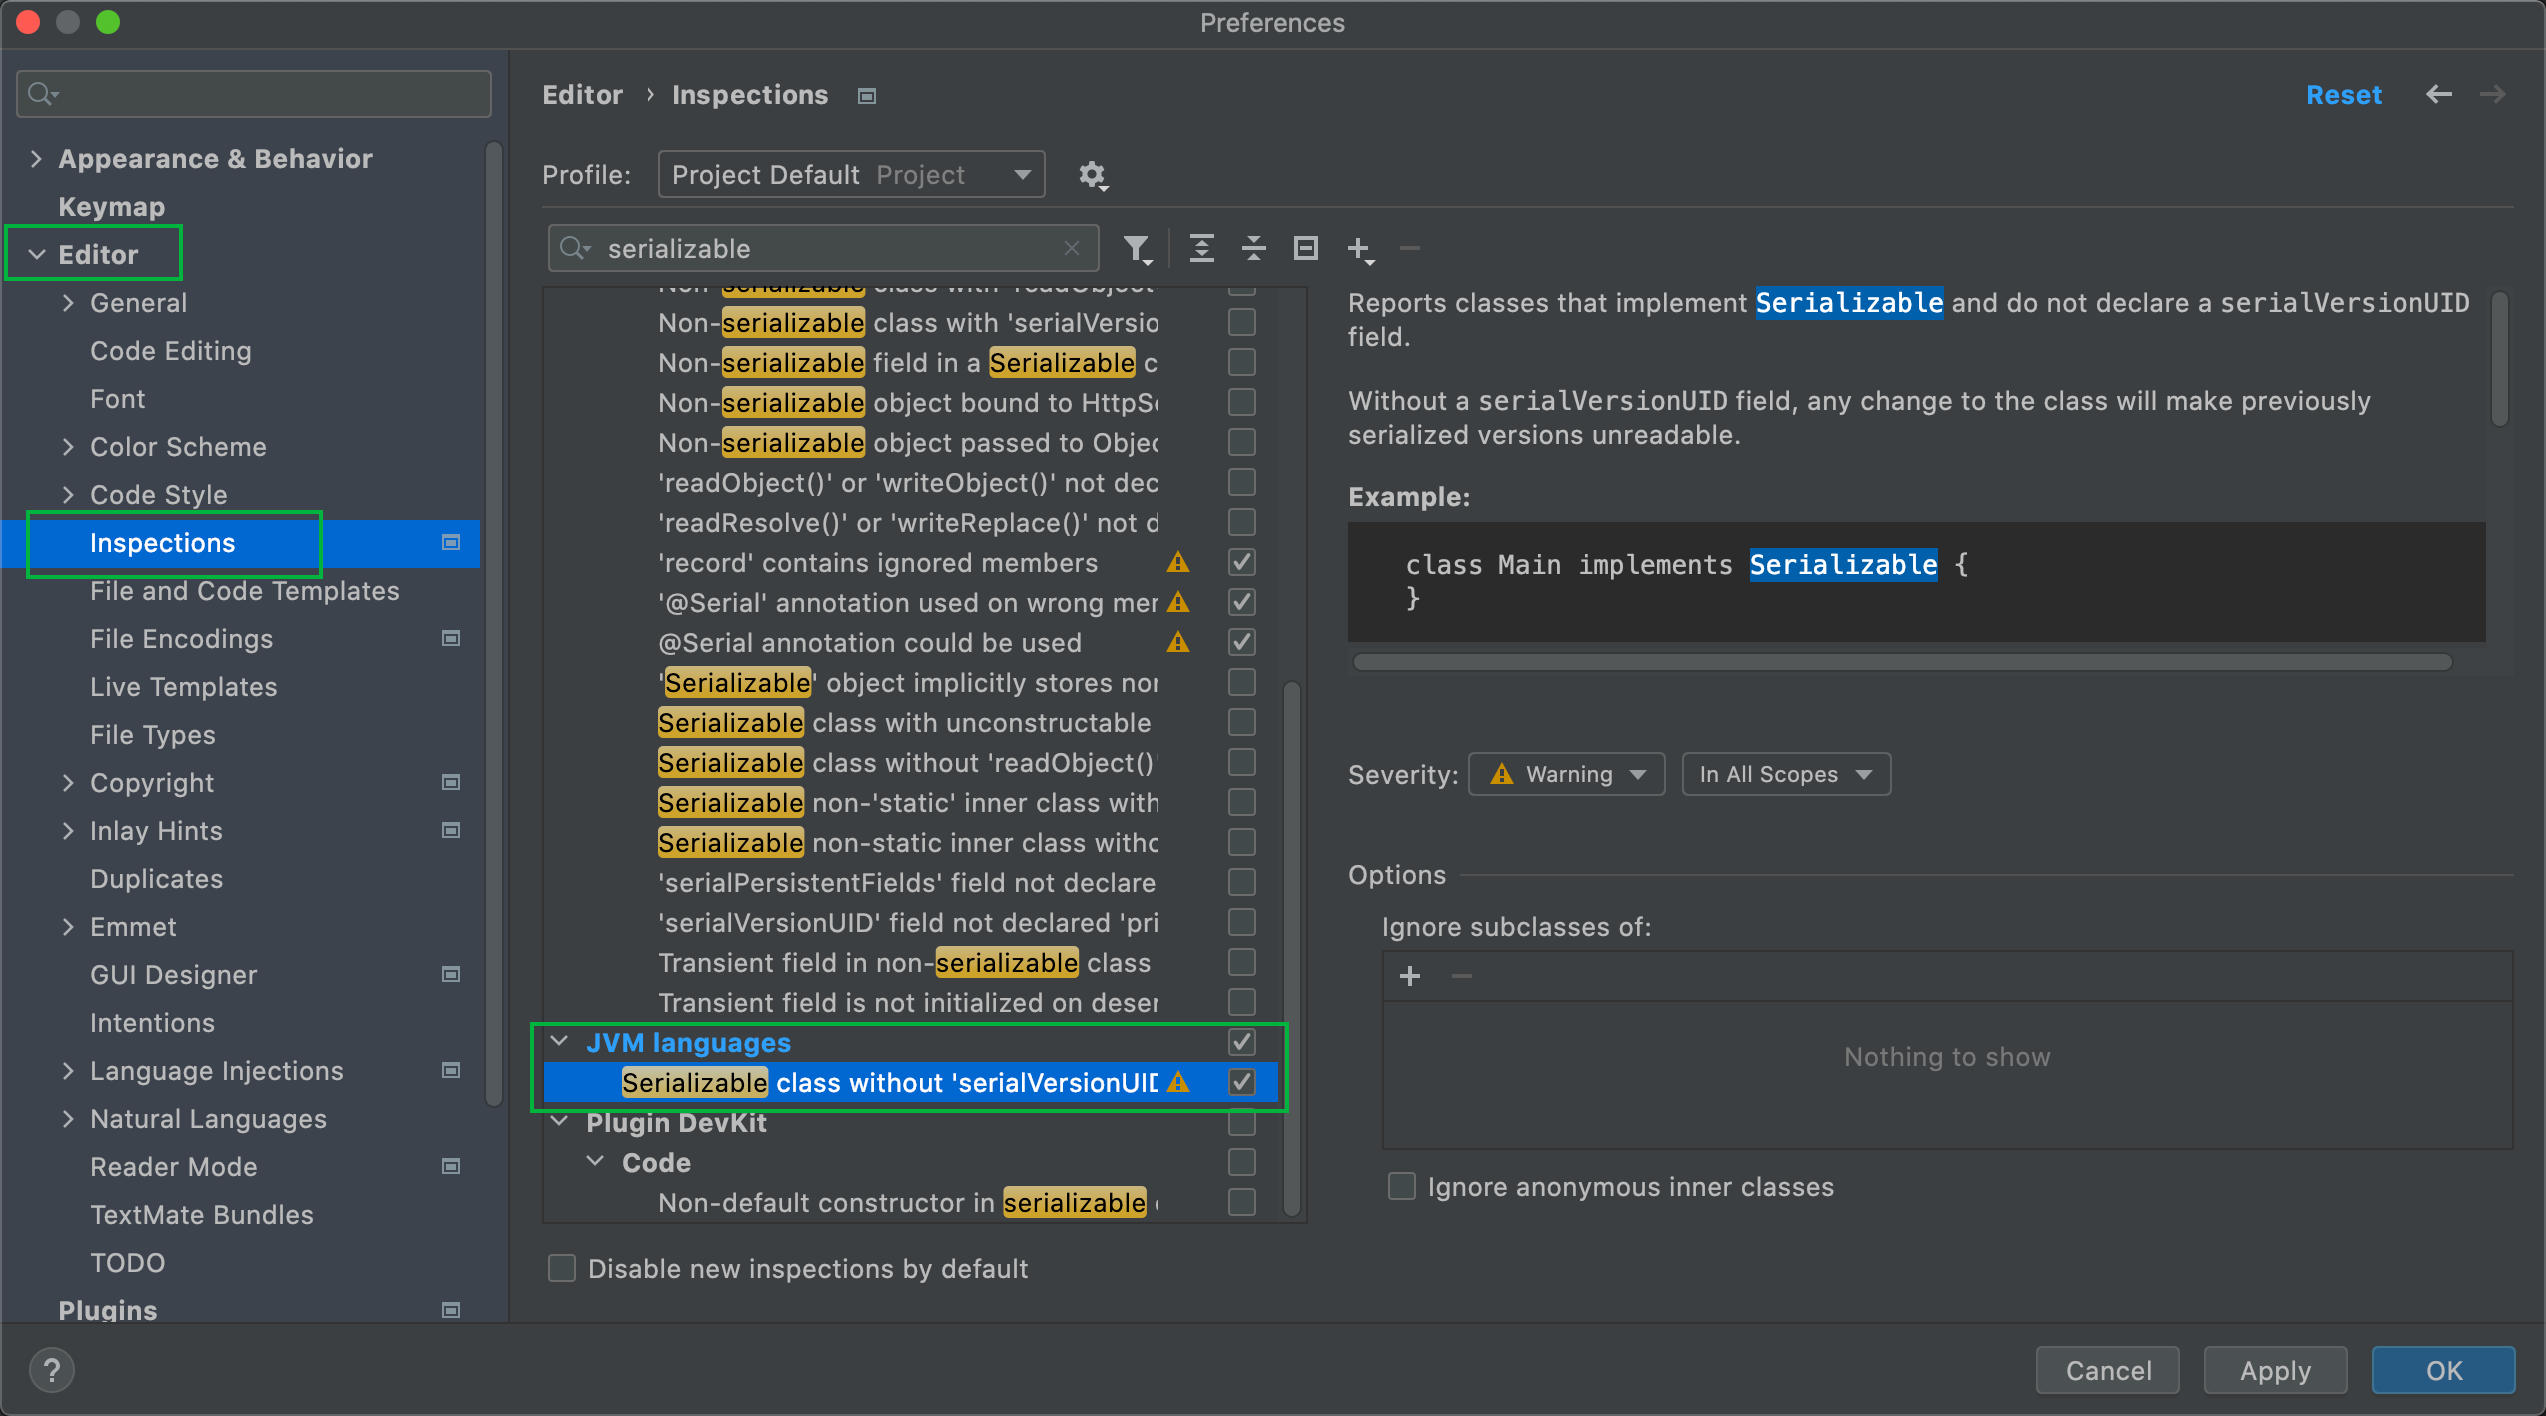 Preferences
Appearance & Behavior
Keymap
Editor
General
Code Editing
Font
Color Scheme
Code Style
Inspections
File and Code Templates
File Encodings
Live Templates
File Types
Copyright
Inlay Hints
Duplicates
Emmet
GUI Designer
Intentions
Language Injections
Natural Languages
Reader Mode
TextMate Bundles
TODO
Plugins
Editor › Inspections
Reset
Profile: Project Default Project
serializable
Non-serializable class with 'readObject
Non-serializable class with 'serialVersio
Non-serializable field in a Serializable c
Non-serializable object bound to HttpSe
Non-serializable object passed to Objec
'readObject()' or 'writeObject()' not dec
'readResolve()' or 'writeReplace()' not d
'record' contains ignored members
'@Serial' annotation used on wrong mer
@Serial annotation could be used
'Serializable' object implicitly stores nor
Serializable class with unconstructable
Serializable class without 'readObject()'
Serializable non-'static' inner class with
Serializable non-static inner class witho
'serialPersistentFields' field not declare
'serialVersionUID' field not declared 'pri
Transient field in non-serializable class
Transient field is not initialized on deser
JVM languages
Serializable class without 'serialVersionUID
Plugin DevKit
Code
Non-default constructor in serializable c
Disable new inspections by default
Reports classes that implement Serializable and do not declare a serialVersionUID
field.
Without a serialVersionUID field, any change to the class will make previously
serialized versions unreadable.
Example:
class Main implements Serializable {
}
Severity: Warning In All Scopes
Options
Ignore subclasses of:
Nothing to show
Ignore anonymous inner classes
?
Cancel
Apply
OK